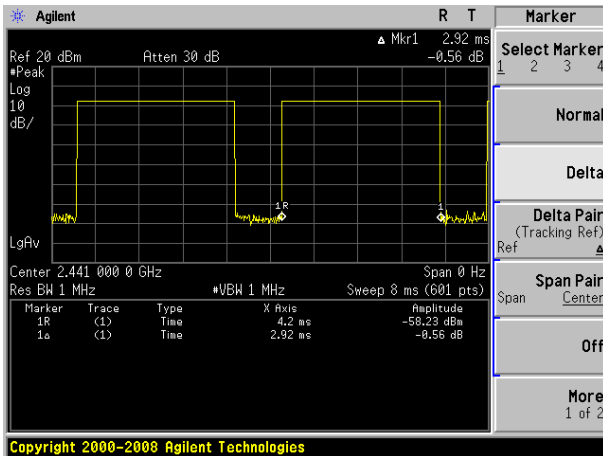 Agilent R T
Marker
Δ Mkr1 2.92 ms
Ref 20 dBm Atten 30 dB -0.56 dB
#Peak
Log
10
dB/
1R
1
LgAv
Center 2.441 000 0 GHz Span 0 Hz
Res BW 1 MHz #VBW 1 MHz Sweep 8 ms (601 pts)
Marker Trace Type X Axis Amplitude
1R (1) Time 4.2 ms -58.23 dBm
1Δ (1) Time 2.92 ms -0.56 dB
Select Marker
1 2 3 4
Normal
Delta
Delta Pair
(Tracking Ref)
Ref Δ
Span Pair
Span Center
Off
More
1 of 2
Copyright 2000-2008 Agilent Technologies